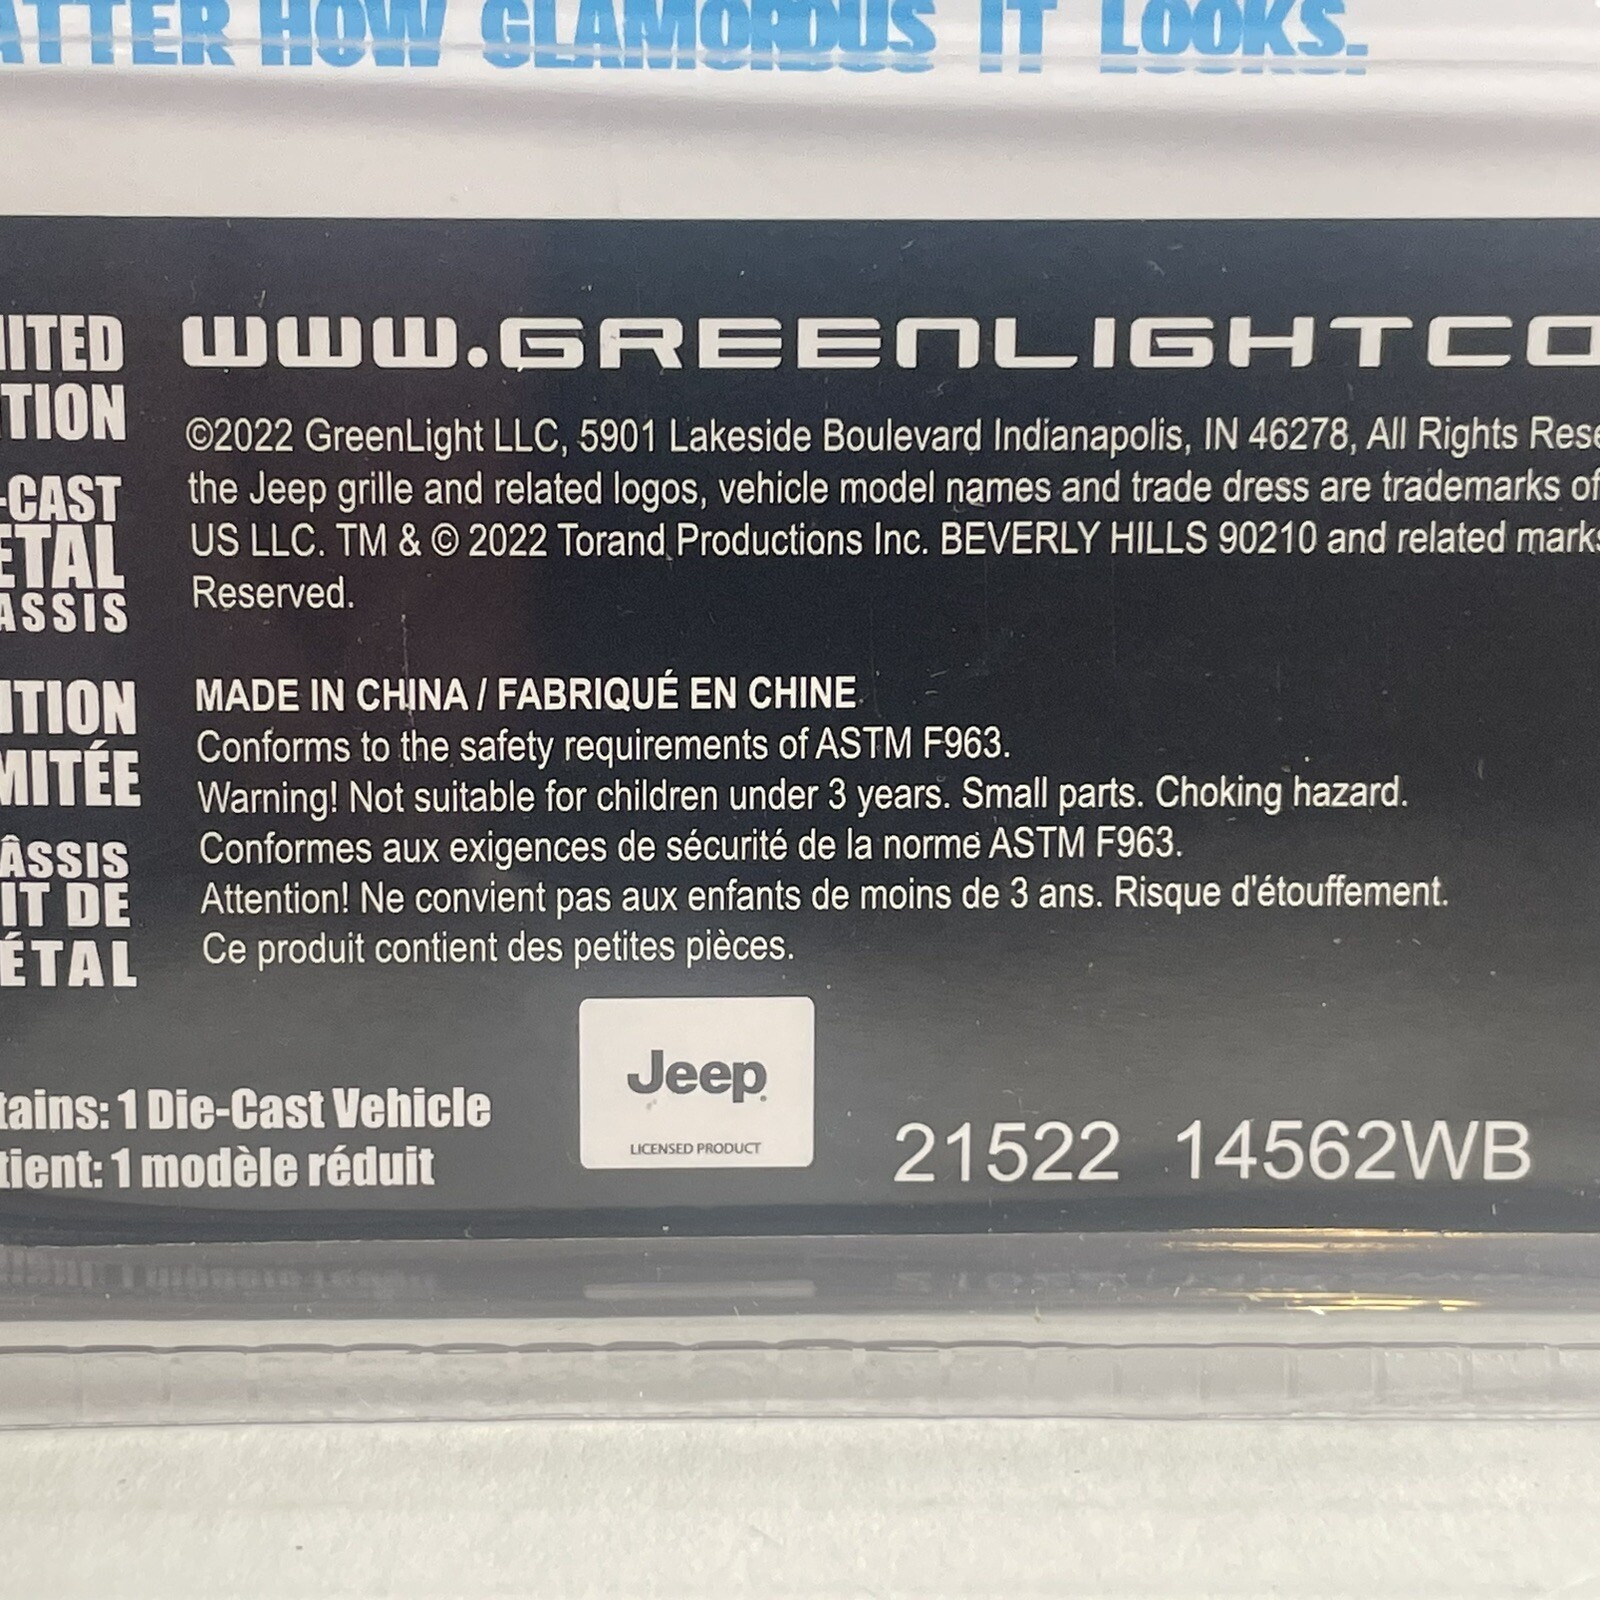 ATTER HOW GLAMOROUS IT LOOKS.
WWW.GREENLIGHTCO
©2022 GreenLight LLC, 5901 Lakeside Boulevard Indianapolis, IN 46278, All Rights Rese
the Jeep grille and related logos, vehicle model names and trade dress are trademarks of
US LLC. TM & © 2022 Torand Productions Inc. BEVERLY HILLS 90210 and related marks
Reserved.
MITED
TION
-CAST
ETAL
ASSIS
ITION
MITÉE
ÂSSIS
IT DE
ÉTAL
MADE IN CHINA / FABRIQUÉ EN CHINE
Conforms to the safety requirements of ASTM F963.
Warning! Not suitable for children under 3 years. Small parts. Choking hazard.
Conformes aux exigences de sécurité de la norme ASTM F963.
Attention! Ne convient pas aux enfants de moins de 3 ans. Risque d'étouffement.
Ce produit contient des petites pièces.
tains: 1 Die-Cast Vehicle
tient: 1 modèle réduit
Jeep
LICENSED PRODUCT
21522 14562WB